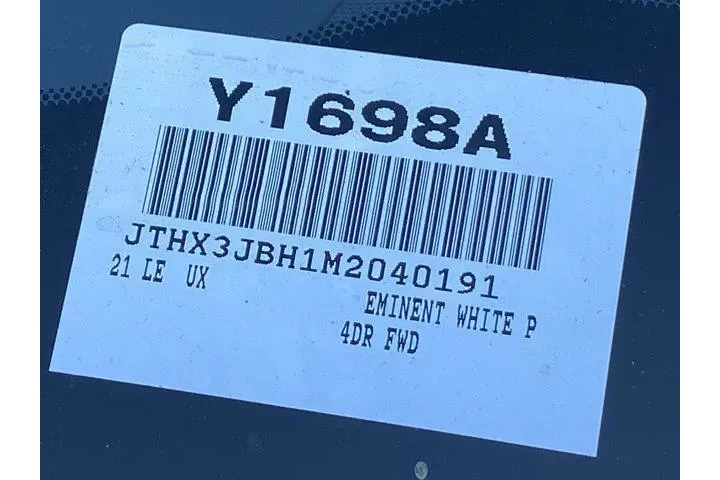 Y1698A
JTHX3JBH1M2040191
21 LE UX
EMINENT WHITE P
4DR FWD